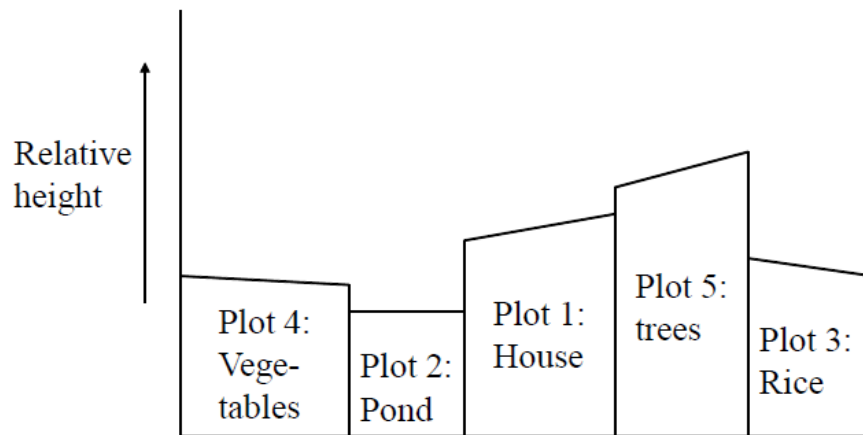 Relative
height
Plot 4:
Vege-
tables
Plot 2:
Pond
Plot 1:
House
Plot 5:
trees
Plot 3:
Rice